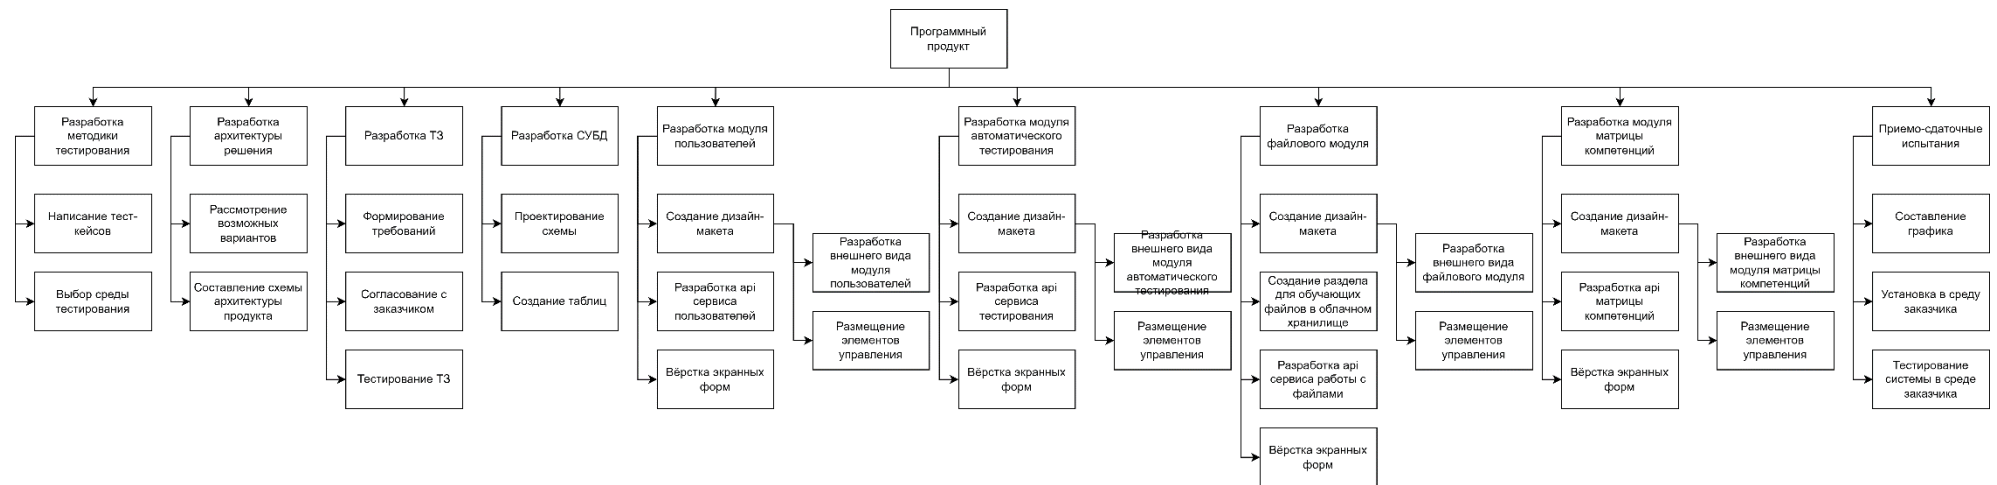 Программный
продукт
Разработка
методики
тестирования
Написание тест-
кейсов
Выбор среды
тестирования
Разработка
архитектуры
решения
Рассмотрение
возможных
вариантов
Составление схемы
архитектуры
продукта
Разработка ТЗ
Формирование
требований
Согласование с
заказчиком
Тестирование ТЗ
Разработка СУБД
Проектирование
схемы
Создание таблиц
Разработка модуля
пользователей
Создание дизайн-
макета
Разработка
внешнего вида
модуля
пользователей
Размещение
элементов
управления
Разработка api
сервиса
пользователей
Вёрстка экранных
форм
Разработка модуля
автоматического
тестирования
Создание дизайн-
макета
Разработка
внешнего вида
модуля
автоматического
тестирования
Размещение
элементов
управления
Разработка api
сервиса
тестирования
Вёрстка экранных
форм
Разработка
файлового модуля
Создание дизайн-
макета
Разработка
внешнего вида
файлового модуля
Размещение
элементов
управления
Создание раздела
для обучающих
файлов в облачном
хранилище
Разработка api
сервиса работы с
файлами
Вёрстка экранных
форм
Разработка модуля
матрицы
компетенций
Создание дизайн-
макета
Разработка
внешнего вида
модуля матрицы
компетенций
Размещение
элементов
управления
Разработка api
матрицы
компетенций
Вёрстка экранных
форм
Приемо-сдаточные
испытания
Составление
графика
Установка в среду
заказчика
Тестирование
системы в среде
заказчика